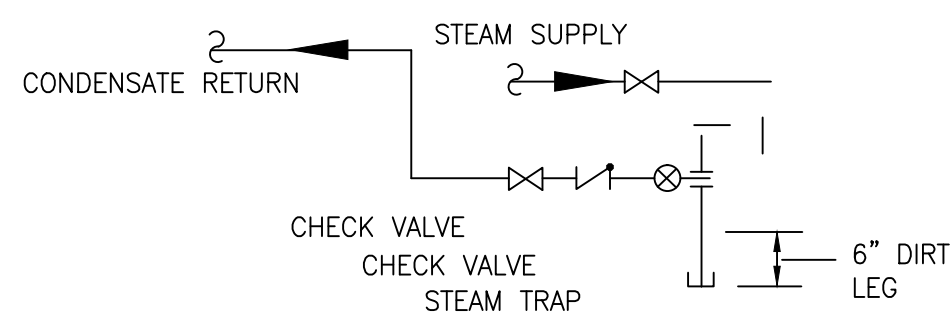 STEAM SUPPLY
CONDENSATE RETURN
CHECK VALVE
CHECK VALVE
STEAM TRAP
6” DIRT
LEG